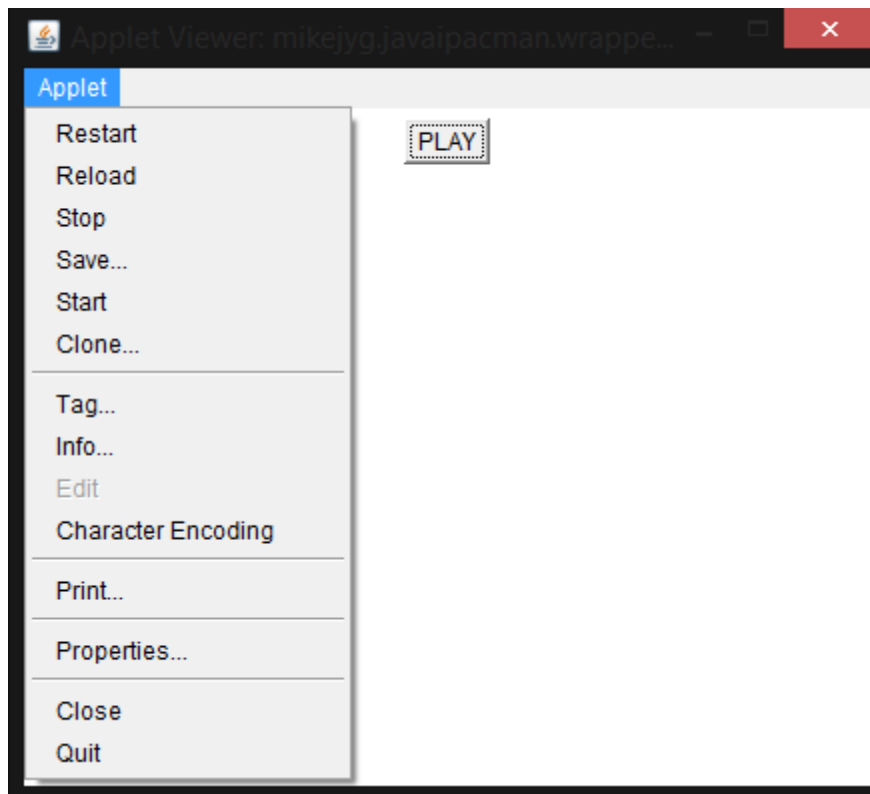 Applet Viewer: mikejyg.javaipacman.wrappe...
Applet
PLAY
Restart
Reload
Stop
Save...
Start
Clone...
Tag...
Info...
Edit
Character Encoding
Print...
Properties...
Close
Quit